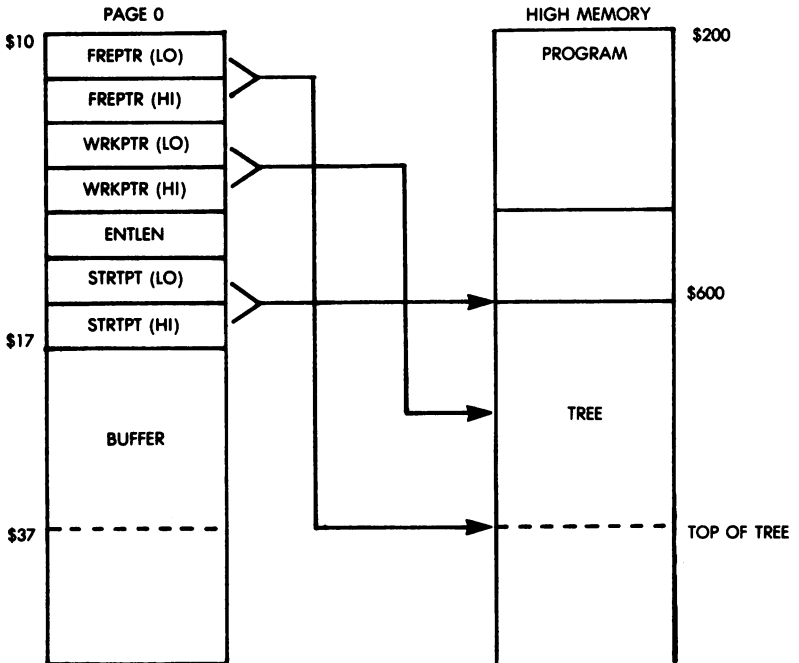 PAGE 0
$10
FREPTR (LO)
FREPTR (HI)
WRKPTR (LO)
WRKPTR (HI)
ENTLEN
STRTPT (LO)
STRTPT (HI)
$17
BUFFER
$37
HIGH MEMORY
$200
PROGRAM
$600
TREE
TOP OF TREE